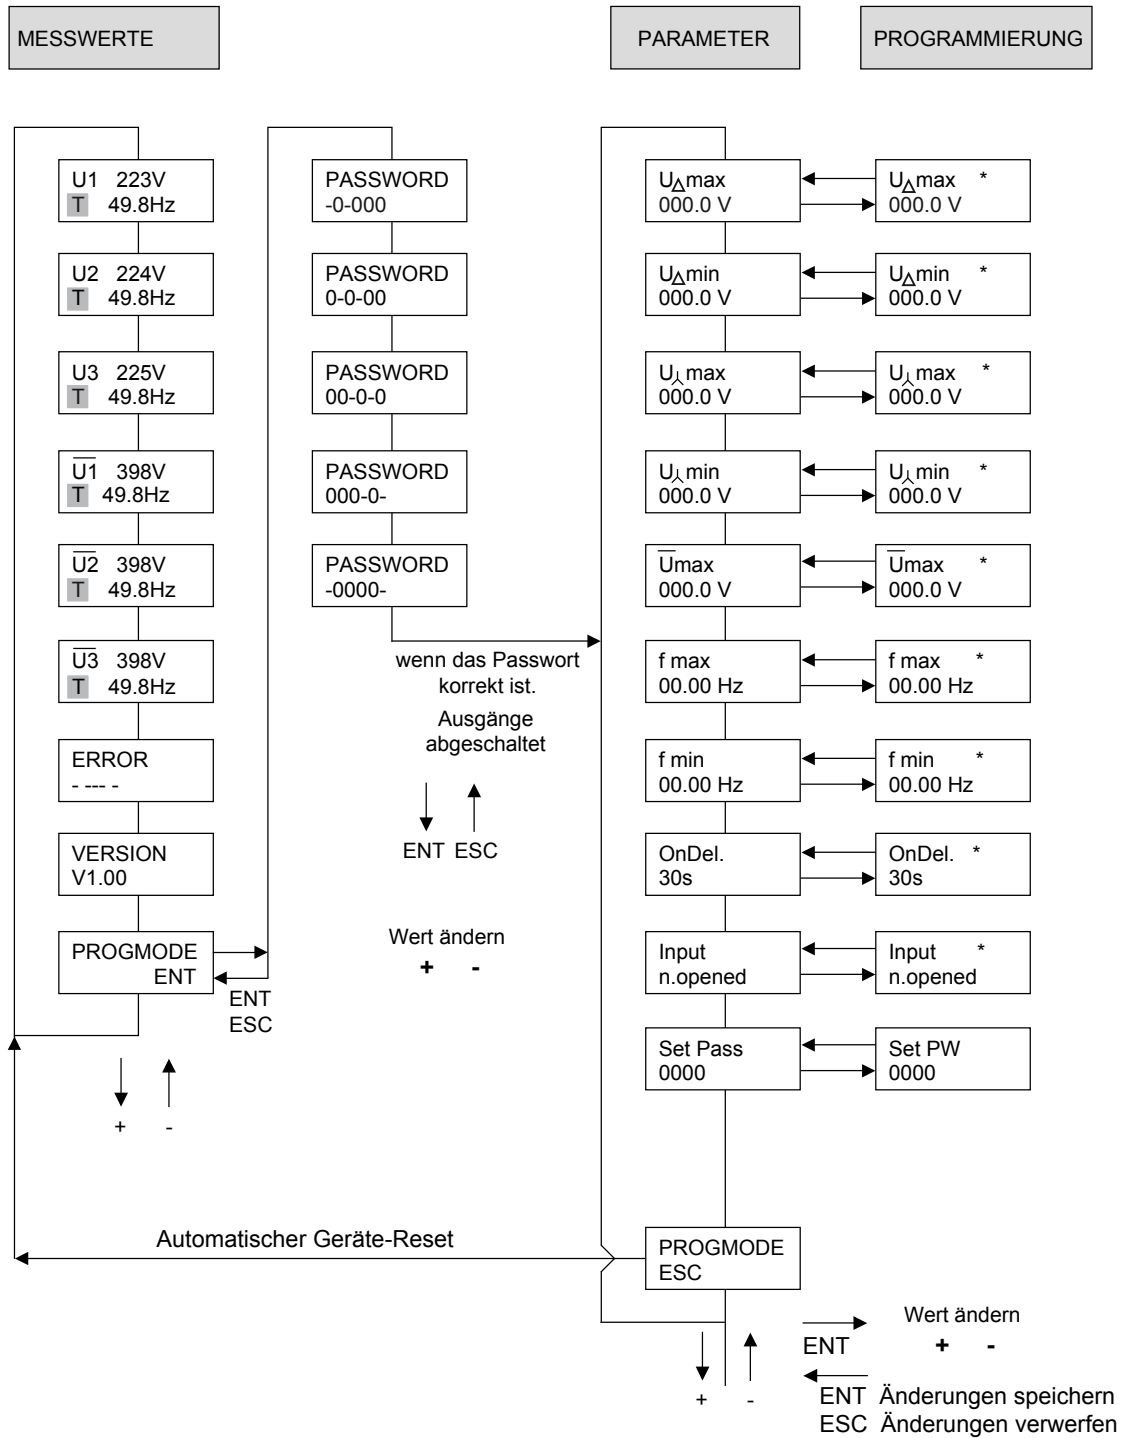 MESSWERTE
PARAMETER
PROGRAMMIERUNG
U1 223V
T 49.8Hz
U2 224V
T 49.8Hz
U3 225V
T 49.8Hz
U̅1̅ 398V
T 49.8Hz
U̅2̅ 398V
T 49.8Hz
U̅3̅ 398V
T 49.8Hz
ERROR
- --- -
VERSION
V1.00
PROGMODE
ENT
ENT
ESC
+ -
PASSWORD
-0-000
PASSWORD
0-0-00
PASSWORD
00-0-0
PASSWORD
000-0-
PASSWORD
-0000-
wenn das Passwort
korrekt ist.
Ausgänge
abgeschaltet
ENT ESC
Wert ändern
+ -
U△max
000.0 V
U△min
000.0 V
U⅄max
000.0 V
U⅄min
000.0 V
U̅max
000.0 V
f max
00.00 Hz
f min
00.00 Hz
OnDel.
30s
Input
n.opened
Set Pass
0000
PROGMODE
ESC
U△max *
000.0 V
U△min *
000.0 V
U⅄max *
000.0 V
U⅄min *
000.0 V
U̅max *
000.0 V
f max *
00.00 Hz
f min *
00.00 Hz
OnDel. *
30s
Input *
n.opened
Set PW
0000
Automatischer Geräte-Reset
+ -
ENT
Wert ändern
+ -
ENT Änderungen speichern
ESC Änderungen verwerfen